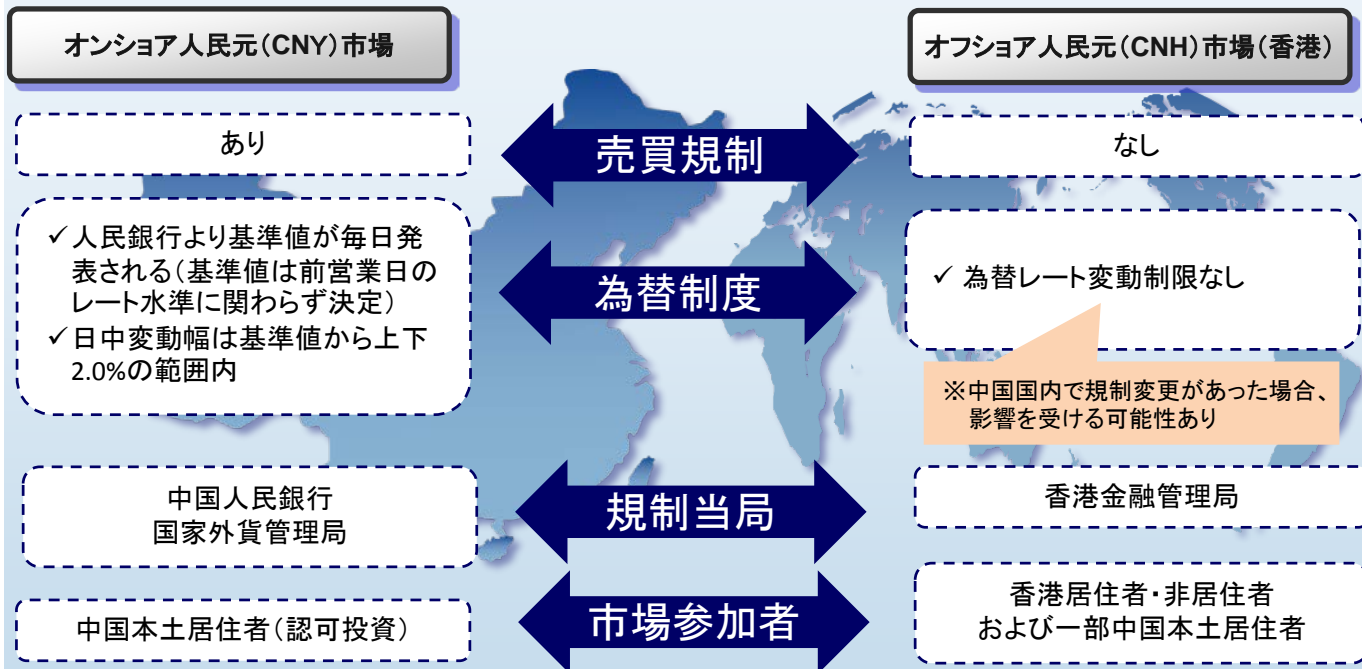 オンショア人民元(CNY)市場
オフショア人民元(CNH)市場(香港)
あり
売買規制
なし
✓人民銀行より基準値が毎日発
表される(基準値は前営業日の
レート水準に関わらず決定)
✓日中変動幅は基準値から上下
2.0%の範囲内
為替制度
✓ 為替レート変動制限なし
※中国国内で規制変更があった場合、
影響を受ける可能性あり
中国人民銀行
国家外貨管理局
規制当局
香港金融管理局
中国本土居住者(認可投資)
市場参加者
香港居住者・非居住者
および一部中国本土居住者